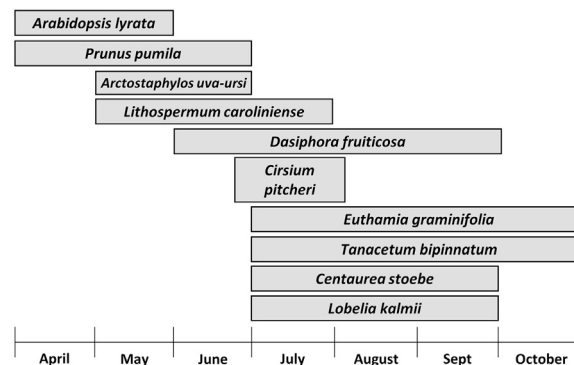 Arabidopsis lyrata
Prunus pumila
Arctostaphylos uva-ursi
Lithospermum caroliniense
Dasiphora fruiticosa
Cirsium
pitcheri
Euthamia graminifolia
Tanacetum bipinnatum
Centaurea stoebe
Lobelia kalmii
April May June July August Sept October